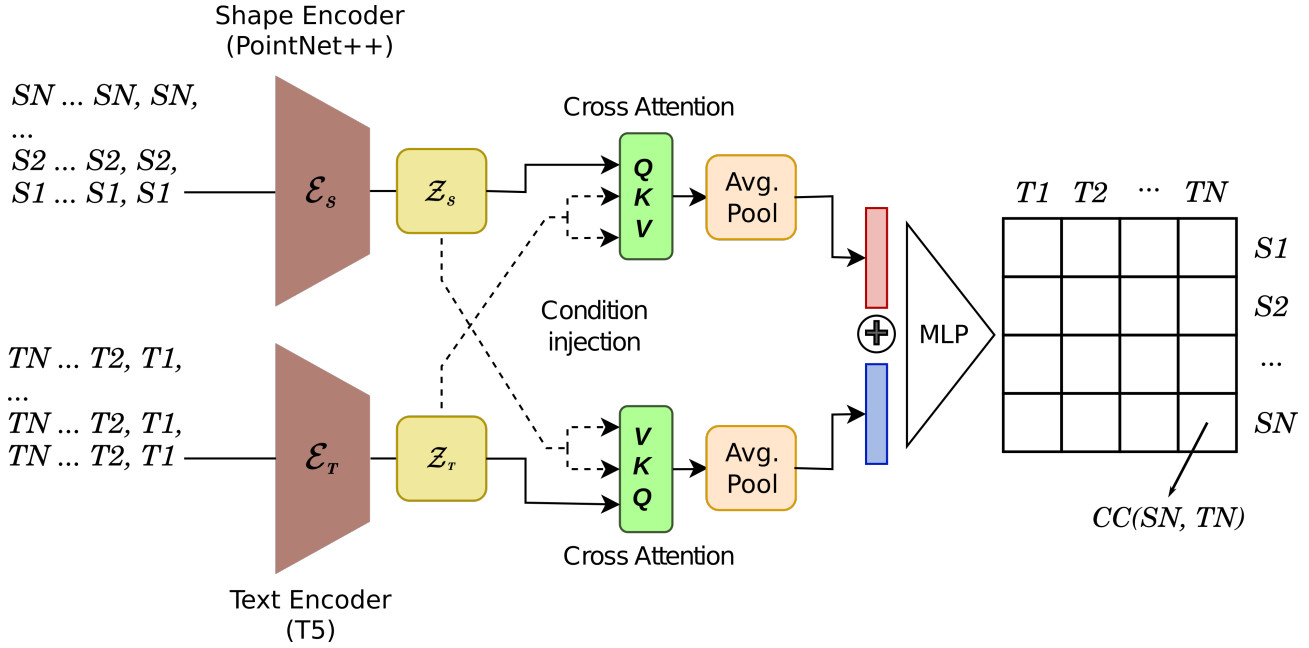 Shape Encoder
(PointNet++)
SN ... SN, SN,
...
S2 ... S2, S2,
S1 ... S1, S1
ℰs
𝒵s
Cross Attention
Q
K
V
Avg.
Pool
Condition
injection
TN ... T2, T1,
...
TN ... T2, T1,
TN ... T2, T1
ℰT
𝒵T
V
K
Q
Avg.
Pool
Cross Attention
Text Encoder
(T5)
+
MLP
T1 T2 ... TN
S1
S2
...
SN
CC(SN, TN)